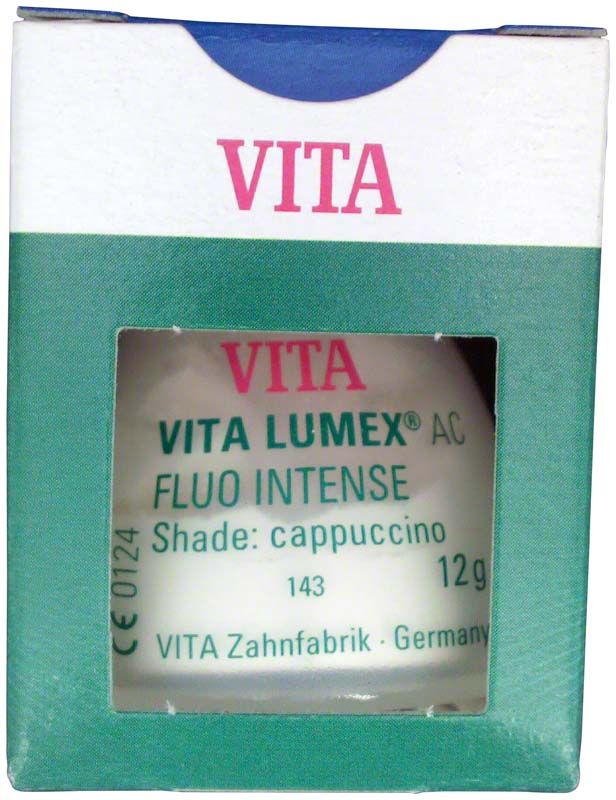 VITA
VITA
VITA LUMEX® AC
FLUO INTENSE
Shade: cappuccino
143
12g
VITA Zahnfabrik · Germany
CE 0124